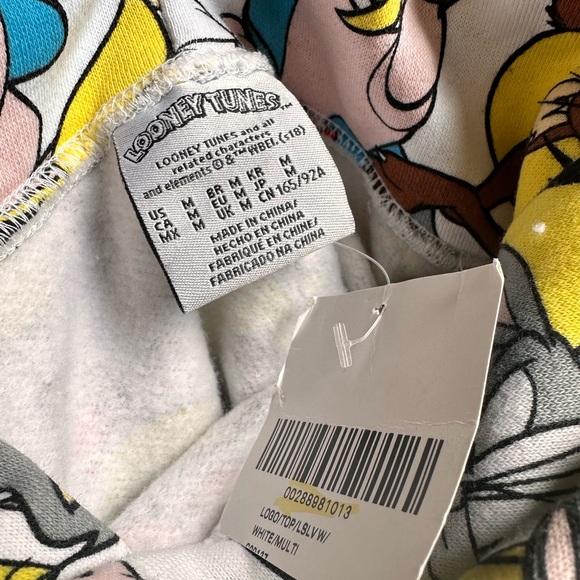 LOONEY TUNES™
LOONEY TUNES and all
related characters
and elements © & ™ WBEI. (s18)
US M BR M KR M
CA M EU M JP M
MX M UK M CN 165/92A
MADE IN CHINA/
HECHO EN CHINA/
FABRIQUÉ EN CHINE/
FABRICADO NA CHINA
00288981013
LOGO/TOP/LSLVW/
WHITE/MULTI